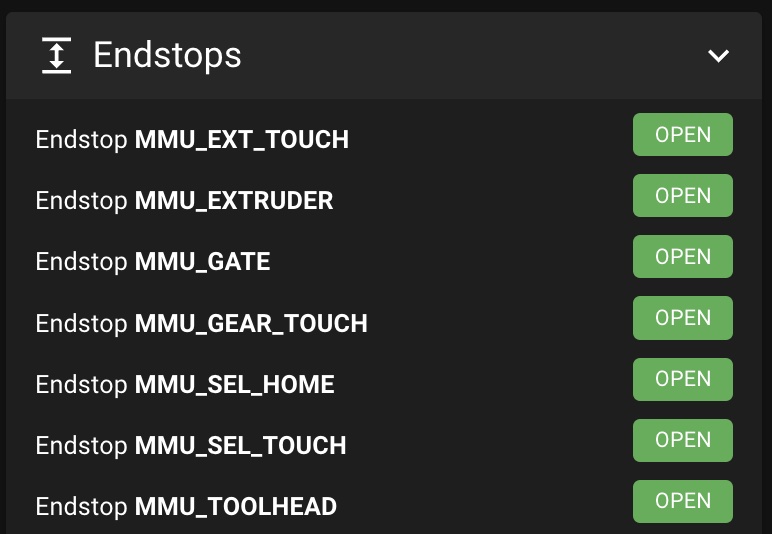 Endstops
Endstop MMU_EXT_TOUCH OPEN
Endstop MMU_EXTRUDER OPEN
Endstop MMU_GATE OPEN
Endstop MMU_GEAR_TOUCH OPEN
Endstop MMU_SEL_HOME OPEN
Endstop MMU_SEL_TOUCH OPEN
Endstop MMU_TOOLHEAD OPEN